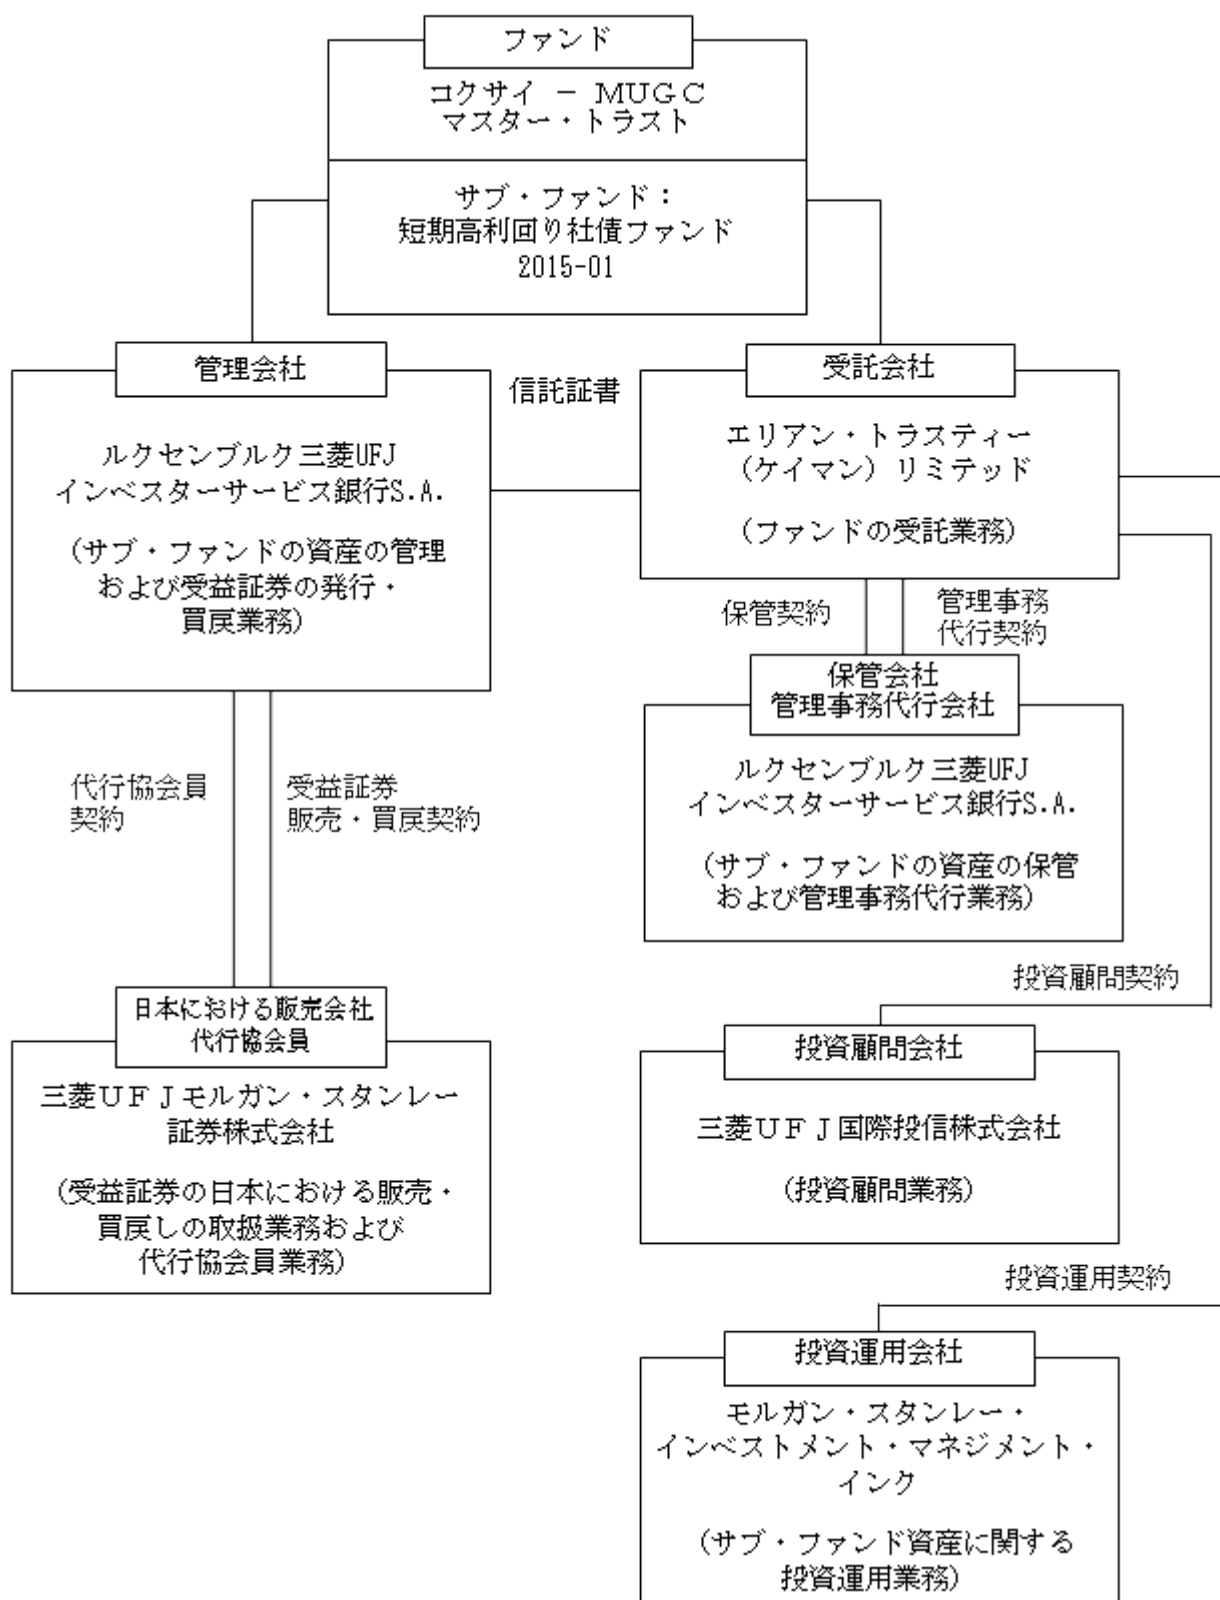 ファンド
コクサイ － ＭＵＧＣ
マスター・トラスト
サブ・ファンド：
短期高利回り社債ファンド
2015-01
管理会社
ルクセンブルク三菱UFJ
インベスターサービス銀行S.A.
（サブ・ファンドの資産の管理
および受益証券の発行・
買戻業務）
信託証書
受託会社
エリアン・トラスティー
（ケイマン）リミテッド
（ファンドの受託業務）
保管契約
管理事務
代行契約
保管会社
管理事務代行会社
ルクセンブルク三菱UFJ
インベスターサービス銀行S.A.
（サブ・ファンドの資産の保管
および管理事務代行業務）
代行協会員
契約
受益証券
販売・買戻契約
日本における販売会社
代行協会員
三菱ＵＦＪモルガン・スタンレー
証券株式会社
（受益証券の日本における販売・
買戻しの取扱業務および
代行協会員業務）
投資顧問契約
投資顧問会社
三菱ＵＦＪ国際投信株式会社
（投資顧問業務）
投資運用契約
投資運用会社
モルガン・スタンレー・
インベストメント・マネジメント・
インク
（サブ・ファンド資産に関する
投資運用業務）